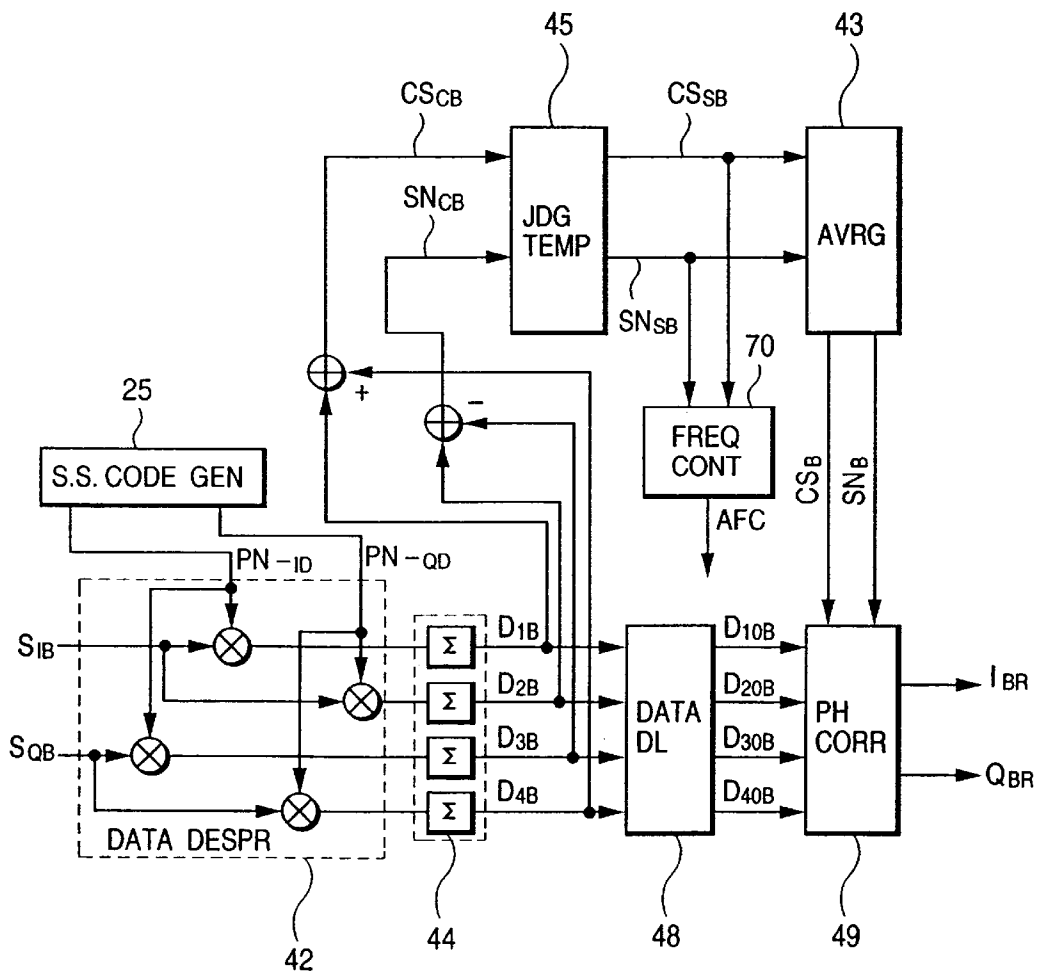 45
43
CSCB
CSSB
SNCB
JDG
TEMP
AVRG
SNSB
70
+
−
25
FREQ
CONT
S.S. CODE GEN
CSB
SNB
AFC
PN-ID
PN-QD
SIB
Σ
D1B
D10B
IBR
Σ
D2B
DATA
DL
D20B
PH
CORR
SQB
Σ
D3B
D30B
QBR
Σ
D4B
D40B
DATA DESPR
42
44
48
49